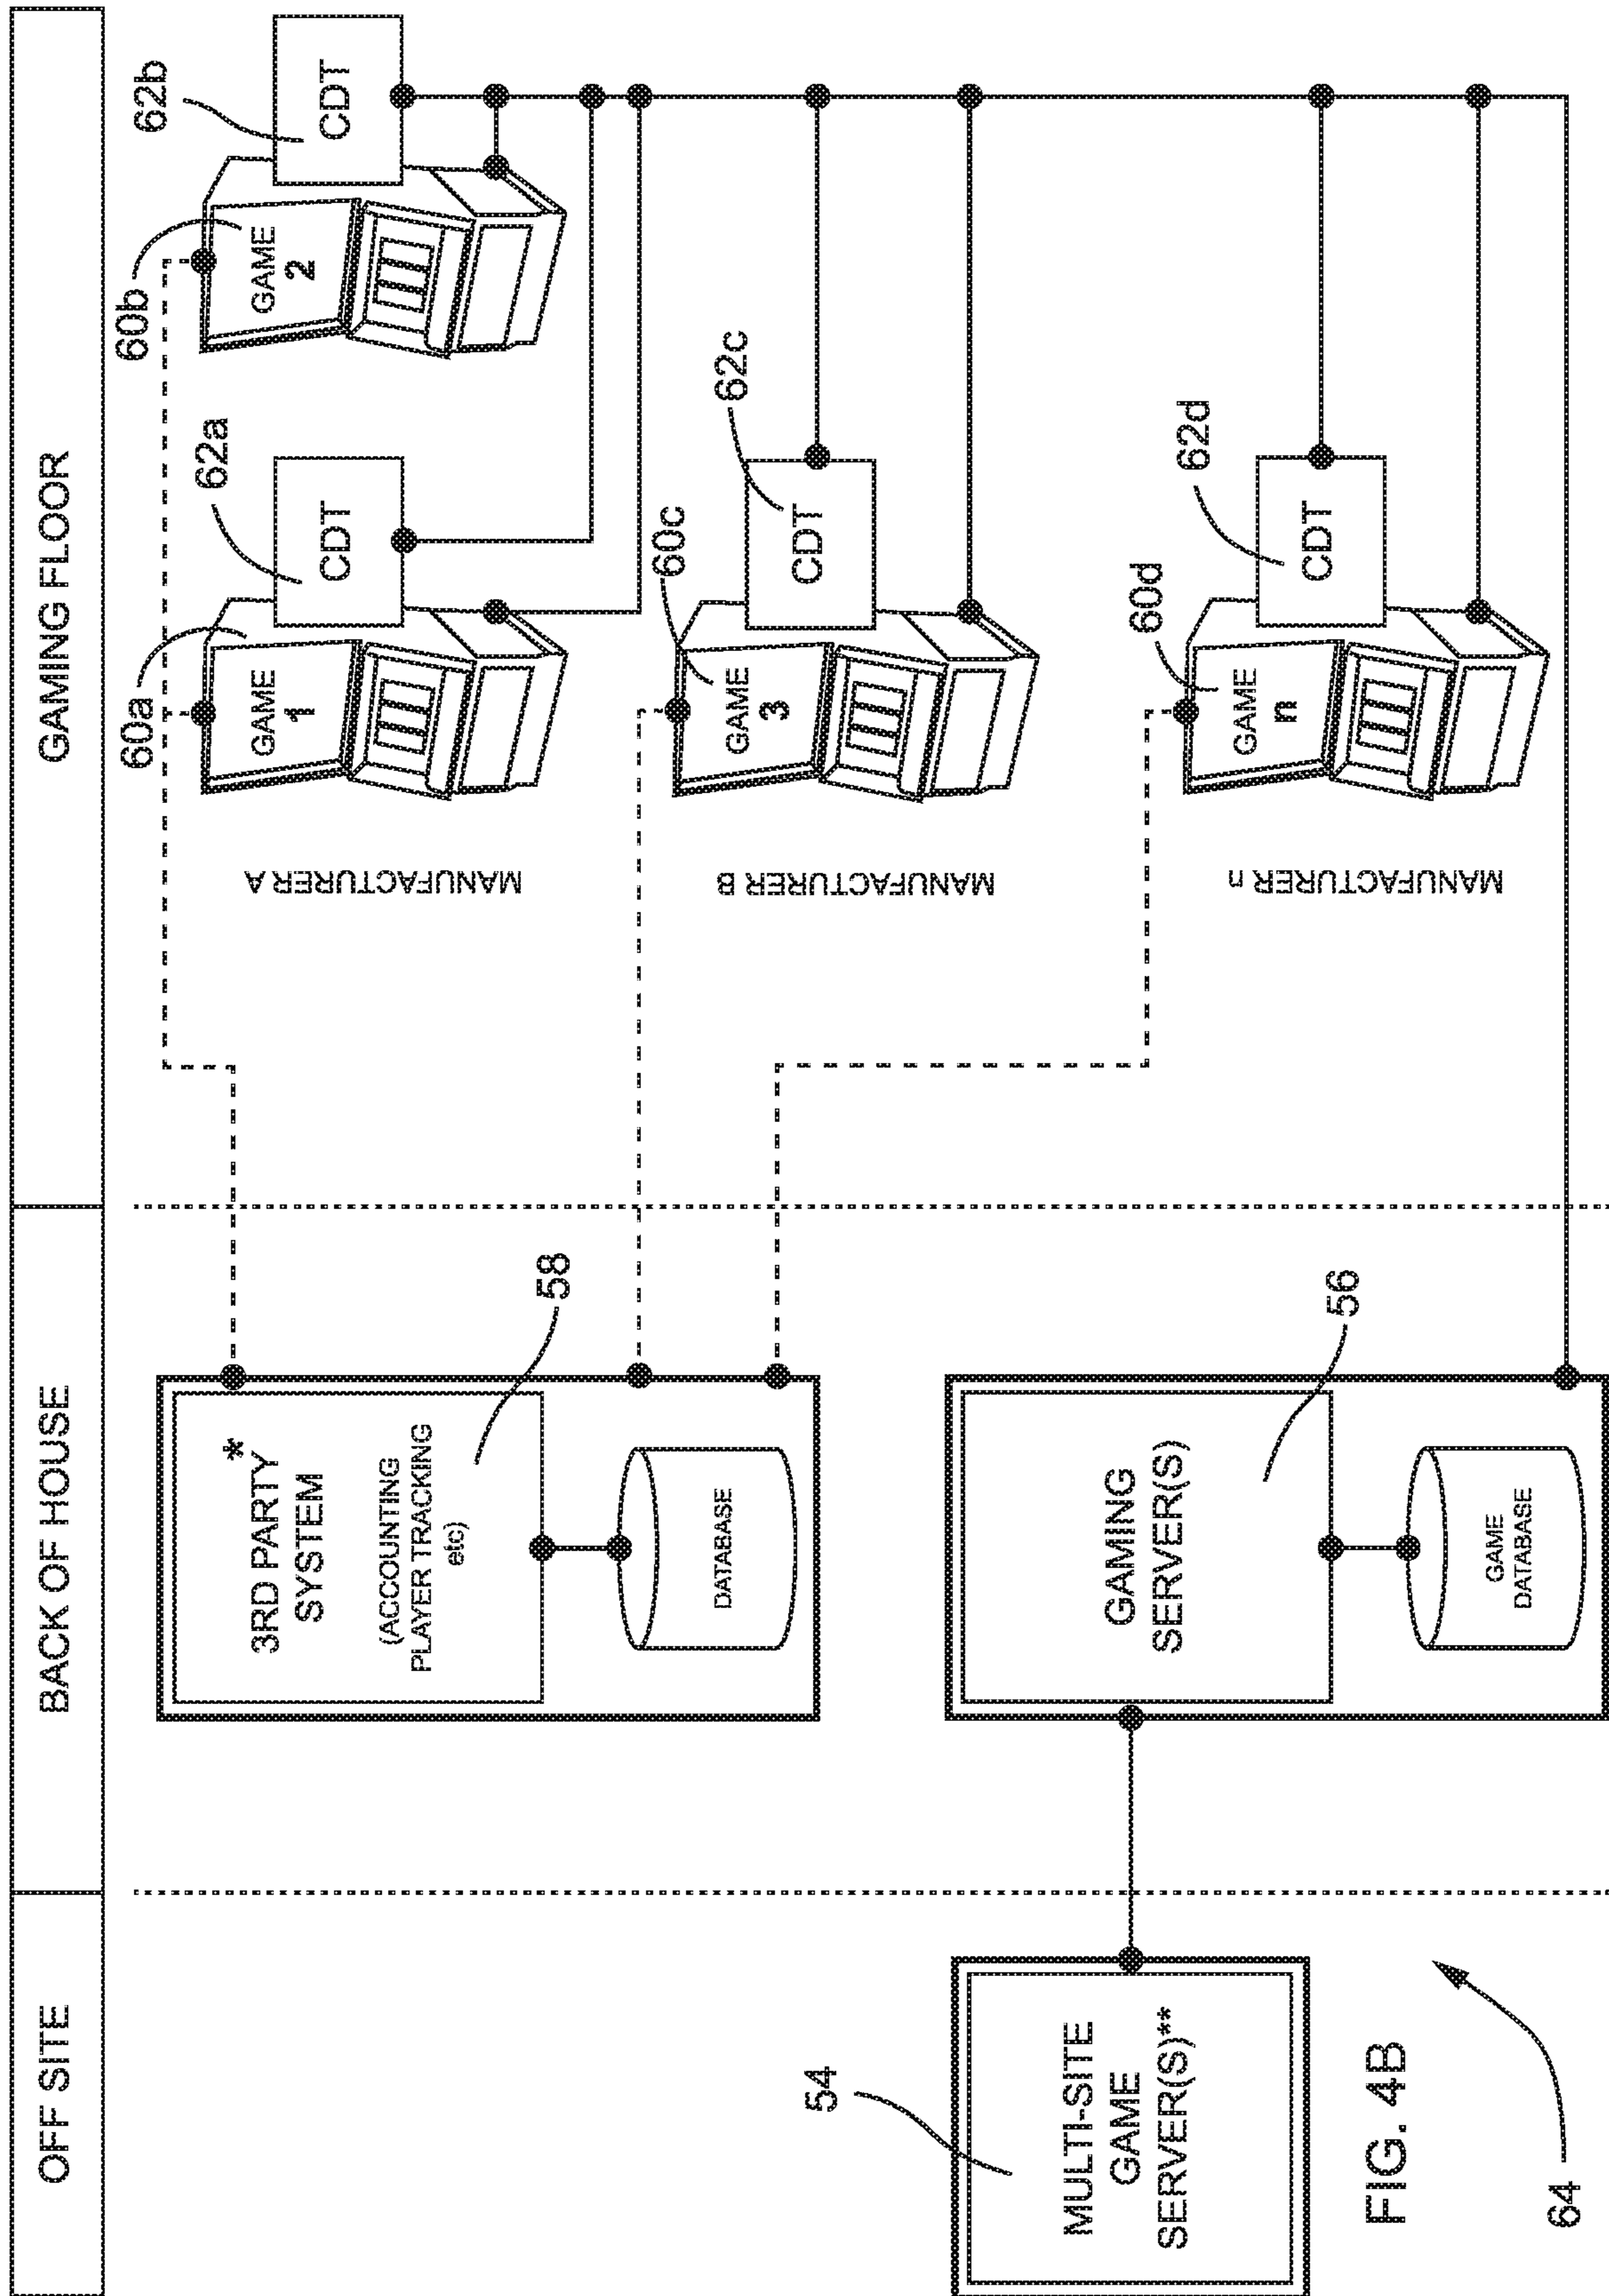 OFF SITE
BACK OF HOUSE
GAMING FLOOR
54
MULTI-SITE
GAME
SERVER(S)**
3RD PARTY *
SYSTEM
(ACCOUNTING
PLAYER TRACKING
etc)
DATABASE
58
GAMING
SERVER(S)
GAME
DATABASE
56
MANUFACTURER A
60a
GAME
1
62a
CDT
60b
GAME
2
62b
CDT
MANUFACTURER B
60c
GAME
3
62c
CDT
MANUFACTURER n
60d
GAME
n
62d
CDT
FIG. 4B
64